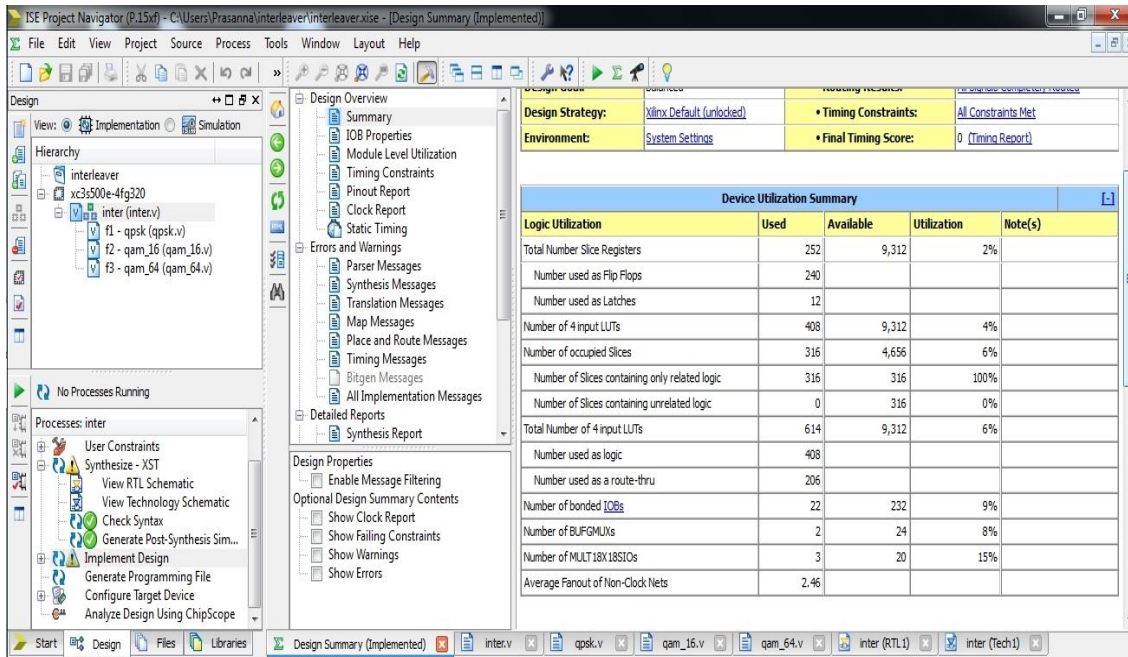 ISE Project Navigator (P.15xf) - C:\Users\Prasanna\interleaver\interleaver.xise - [Design Summary (Implemented)]
File Edit View Project Source Process Tools Window Layout Help
Design
View: Implementation Simulation
Hierarchy
interleaver
xc3s500e-4fg320
inter (inter.v)
f1 - qpsk (qpsk.v)
f2 - qam_16 (qam_16.v)
f3 - qam_64 (qam_64.v)
No Processes Running
Processes: inter
User Constraints
Synthesize - XST
View RTL Schematic
View Technology Schematic
Check Syntax
Generate Post-Synthesis Sim...
Implement Design
Generate Programming File
Configure Target Device
Analyze Design Using ChipScope
Design Overview
Summary
IOB Properties
Module Level Utilization
Timing Constraints
Pinout Report
Clock Report
Static Timing
Errors and Warnings
Parser Messages
Synthesis Messages
Translation Messages
Map Messages
Place and Route Messages
Timing Messages
Bitgen Messages
All Implementation Messages
Detailed Reports
Synthesis Report
Design Properties
Enable Message Filtering
Optional Design Summary Contents
Show Clock Report
Show Failing Constraints
Show Warnings
Show Errors
Design Strategy: Xilinx Default (unlocked) • Timing Constraints: All Constraints Met
Environment: System Settings • Final Timing Score: 0 (Timing Report)
Device Utilization Summary [-]
Logic Utilization Used Available Utilization Note(s)
Total Number Slice Registers 252 9,312 2%
Number used as Flip Flops 240
Number used as Latches 12
Number of 4 input LUTs 408 9,312 4%
Number of occupied Slices 316 4,656 6%
Number of Slices containing only related logic 316 316 100%
Number of Slices containing unrelated logic 0 316 0%
Total Number of 4 input LUTs 614 9,312 6%
Number used as logic 408
Number used as a route-thru 206
Number of bonded IOBs 22 232 9%
Number of BUFGMUXs 2 24 8%
Number of MULT18X18SIOs 3 20 15%
Average Fanout of Non-Clock Nets 2.46
Start Design Files Libraries
Design Summary (Implemented) inter.v qpsk.v qam_16.v qam_64.v inter (RTL1) inter (Tech1)